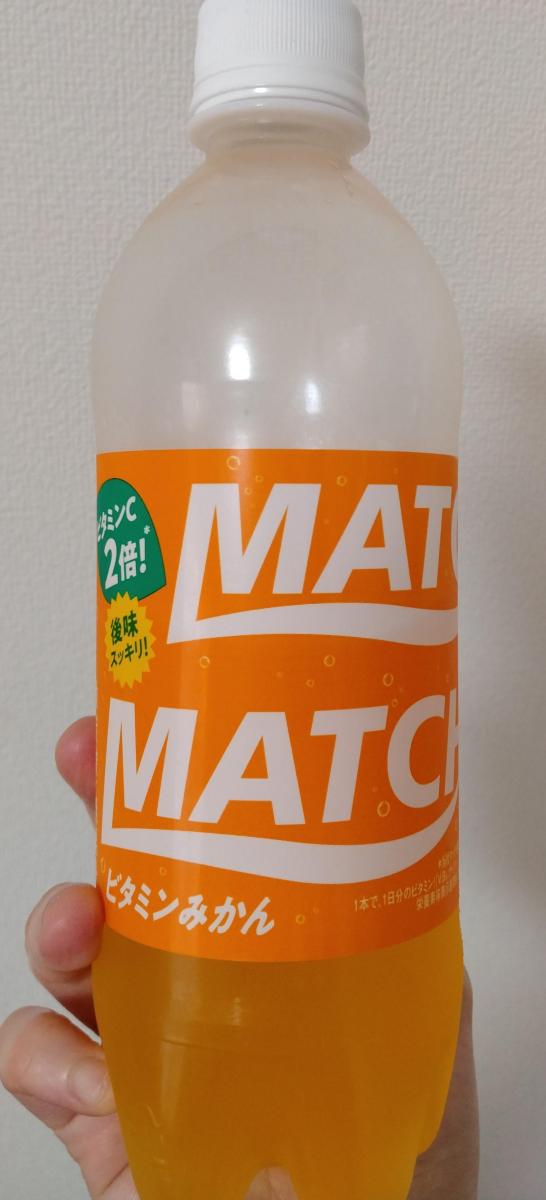 ビタミンC
2倍!*
後味
スッキリ!
MATC
MATCH
ビタミンみかん
1本で、1日分のビタミン